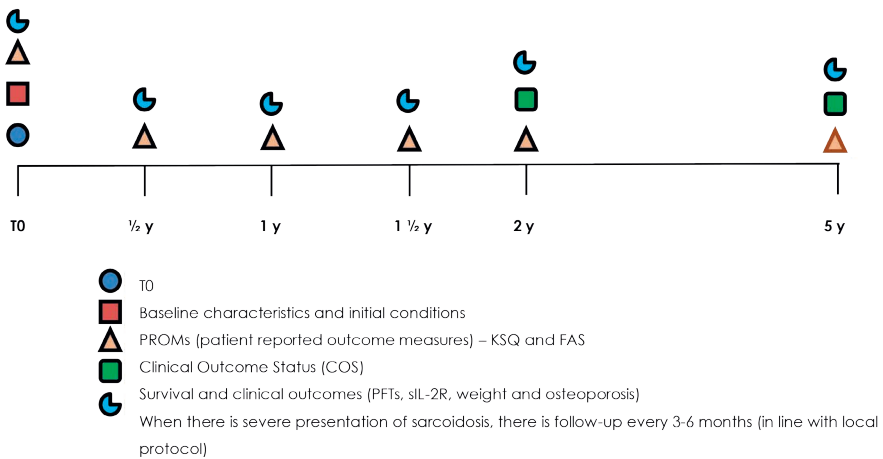 T0 ½ y 1 y 1 ½ y 2 y 5 y
T0
Baseline characteristics and initial conditions
PROMs (patient reported outcome measures) – KSQ and FAS
Clinical Outcome Status (COS)
Survival and clinical outcomes (PFTs, sIL-2R, weight and osteoporosis)
When there is severe presentation of sarcoidosis, there is follow-up every 3-6 months (in line with local
protocol)